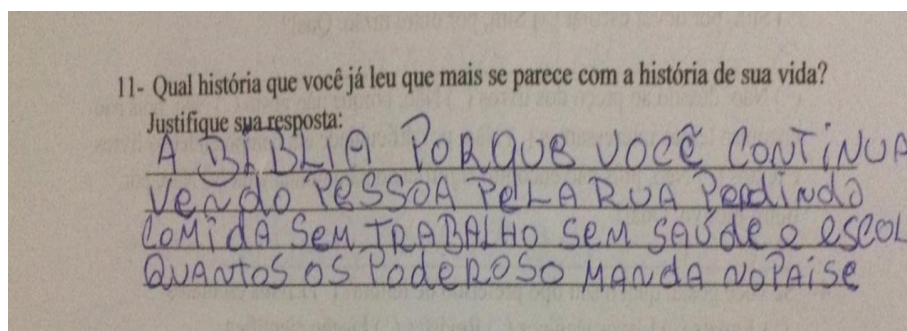 11- Qual história que você já leu que mais se parece com a história de sua vida?
Justifique sua resposta:
A BíBLIA PORQUE VOCÊ CONTiNUA
VeNdO PESSOA PeLA RUA PerdiNdo
COMidA SeM TRABALHO SeM SAÚde e escol
QUANTOS OS PodeROSO MANdA NO PAiSe